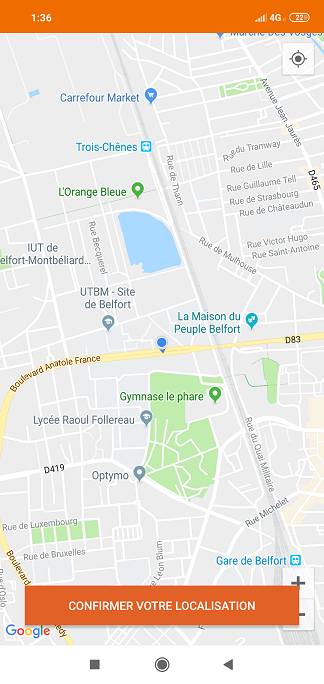 1:36
4G
22
Marché Des Vosges
Carrefour Market
Avenue Jean Jaurès
Trois-Chênes
Rue du Tramway
Rue de Lille
D465
L'Orange Bleue
Rue de Thann
Rue Guillaume Tell
Rue de Strasbourg
Rue de Châteaudun
Rue Becquerel
IUT de
elfort-Montbéliard...
Rue de Mulhouse
Rue Victor Hugo
Rue Saint-Antoine
UTBM - Site
de Belfort
La Maison du
Peuple Belfort
D83
Boulevard Anatole France
Gymnase le phare
Lycée Raoul Follereau
Rue du Quai Militaire
D419
Optymo
Rue Michelet
Rue de Luxembourg
Rue de Bruxelles
Rue Léon Blum
Gare de Belfort
Boulevard
nedy
Rue d'Oslo
CONFIRMER VOTRE LOCALISATION
Google